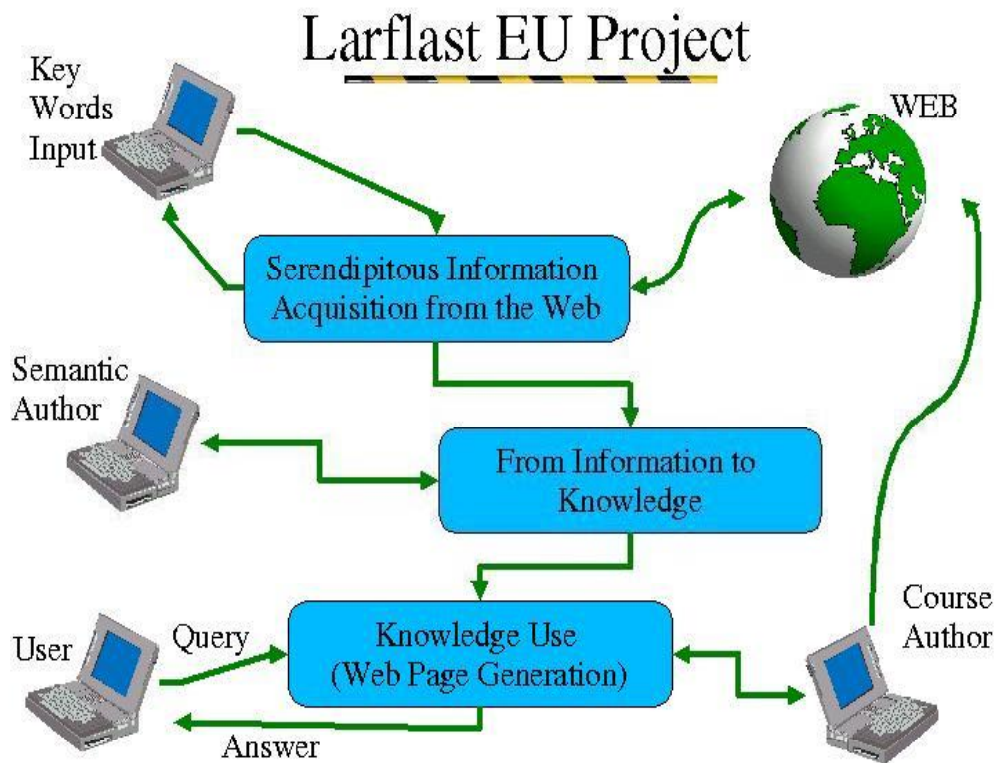 Larflast EU Project
Key
Words
Input
WEB
Serendipitous Information
Acquisition from the Web
Semantic
Author
From Information to
Knowledge
Course
Author
User
Query
Knowledge Use
(Web Page Generation)
Answer